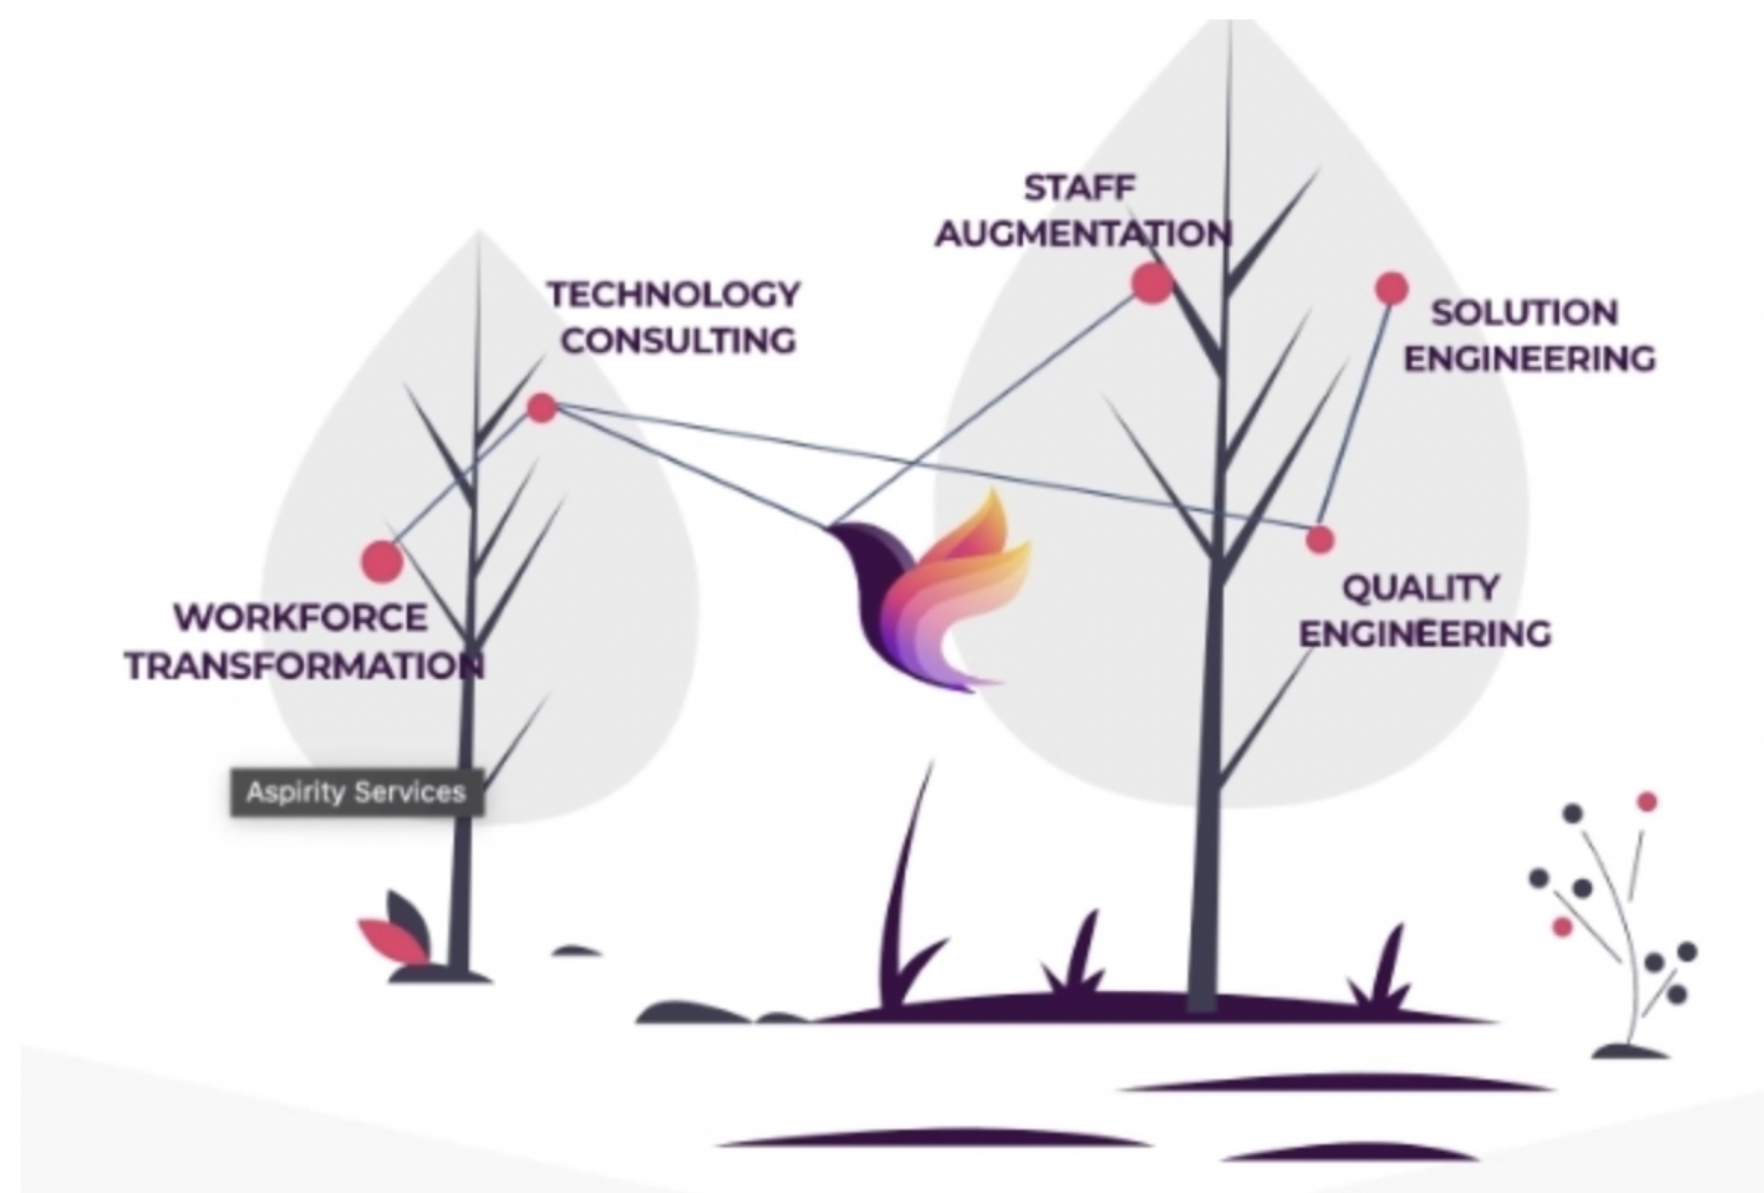 STAFF
AUGMENTATION
TECHNOLOGY
CONSULTING
SOLUTION
ENGINEERING
QUALITY
ENGINEERING
WORKFORCE
TRANSFORMATION
Aspirity Services